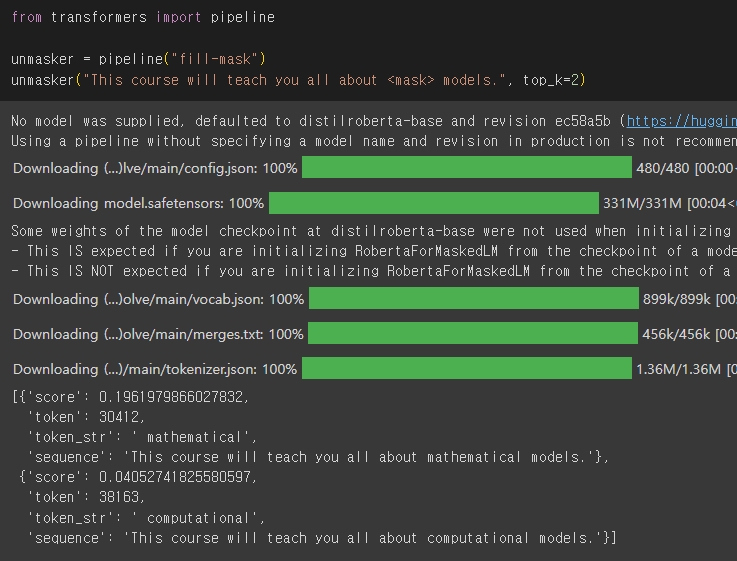 from transformers import pipeline
unmasker = pipeline("fill-mask")
unmasker("This course will teach you all about <mask> models.", top_k=2)
No model was supplied, defaulted to distilroberta-base and revision ec58a5b (https://huggin
Using a pipeline without specifying a model name and revision in production is not recommen
Downloading (...)lve/main/config.json: 100% 480/480 [00:00
Downloading model.safetensors: 100% 331M/331M [00:04<
Some weights of the model checkpoint at distilroberta-base were not used when initializing
- This IS expected if you are initializing RobertaForMaskedLM from the checkpoint of a mode
- This IS NOT expected if you are initializing RobertaForMaskedLM from the checkpoint of a
Downloading (...)olve/main/vocab.json: 100% 899k/899k [00:
Downloading (...)olve/main/merges.txt: 100% 456k/456k [00:
Downloading (...)/main/tokenizer.json: 100% 1.36M/1.36M [0
[{'score': 0.1961979866027832,
'token': 30412,
'token_str': ' mathematical',
'sequence': 'This course will teach you all about mathematical models.'},
{'score': 0.04052741825580597,
'token': 38163,
'token_str': ' computational',
'sequence': 'This course will teach you all about computational models.'}]